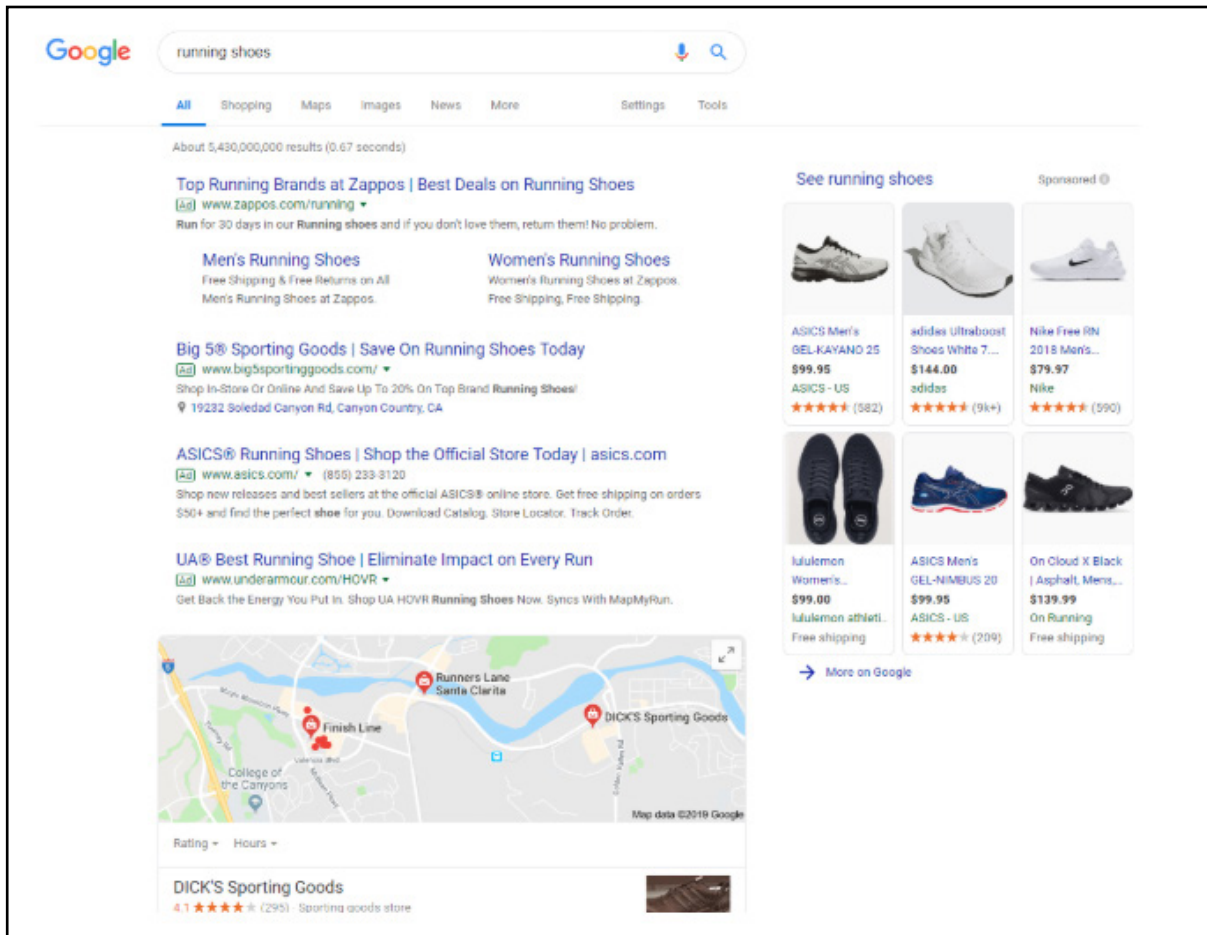 Google
running shoes
All Shopping Maps Images News More Settings Tools
About 5,430,000,000 results (0.67 seconds)
Top Running Brands at Zappos | Best Deals on Running Shoes
Ad www.zappos.com/running
Run for 30 days in our Running shoes and if you don't love them, return them! No problem.
Men's Running Shoes
Free Shipping & Free Returns on All
Men's Running Shoes at Zappos.
Women's Running Shoes
Women's Running Shoes at Zappos.
Free Shipping, Free Shipping.
Big 5® Sporting Goods | Save On Running Shoes Today
Ad www.big5sportinggoods.com/
Shop In-Store Or Online And Save Up To 20% On Top Brand Running Shoes!
19232 Soledad Canyon Rd, Canyon Country, CA
ASICS® Running Shoes | Shop the Official Store Today | asics.com
Ad www.asics.com/ (855) 233-3120
Shop new releases and best sellers at the official ASICS® online store. Get free shipping on orders
$50+ and find the perfect shoe for you. Download Catalog. Store Locator. Track Order.
UA® Best Running Shoe | Eliminate Impact on Every Run
Ad www.underarmour.com/HOVR
Get Back the Energy You Put In. Shop UA HOVR Running Shoes Now. Syncs With MapMyRun.
Runners Lane
Santa Clarita
DICK'S Sporting Goods
Finish Line
Magic Mountain Pkwy
Valencia Blvd
McBean Pkwy
College of
the Canyons
Golden Valley Rd
Map data ©2019 Google
Rating Hours
DICK'S Sporting Goods
4.1 (295) · Sporting goods store
See running shoes Sponsored
ASICS Men's
GEL-KAYANO 25
$99.95
ASICS - US
(582)
adidas Ultraboost
Shoes White 7....
$144.00
adidas
(9k+)
Nike Free RN
2018 Men's...
$79.97
Nike
(590)
lululemon
Women's...
$99.00
lululemon athleti..
Free shipping
ASICS Men's
GEL-NIMBUS 20
$99.95
ASICS - US
(209)
On Cloud X Black
| Asphalt, Mens,...
$139.99
On Running
Free shipping
More on Google